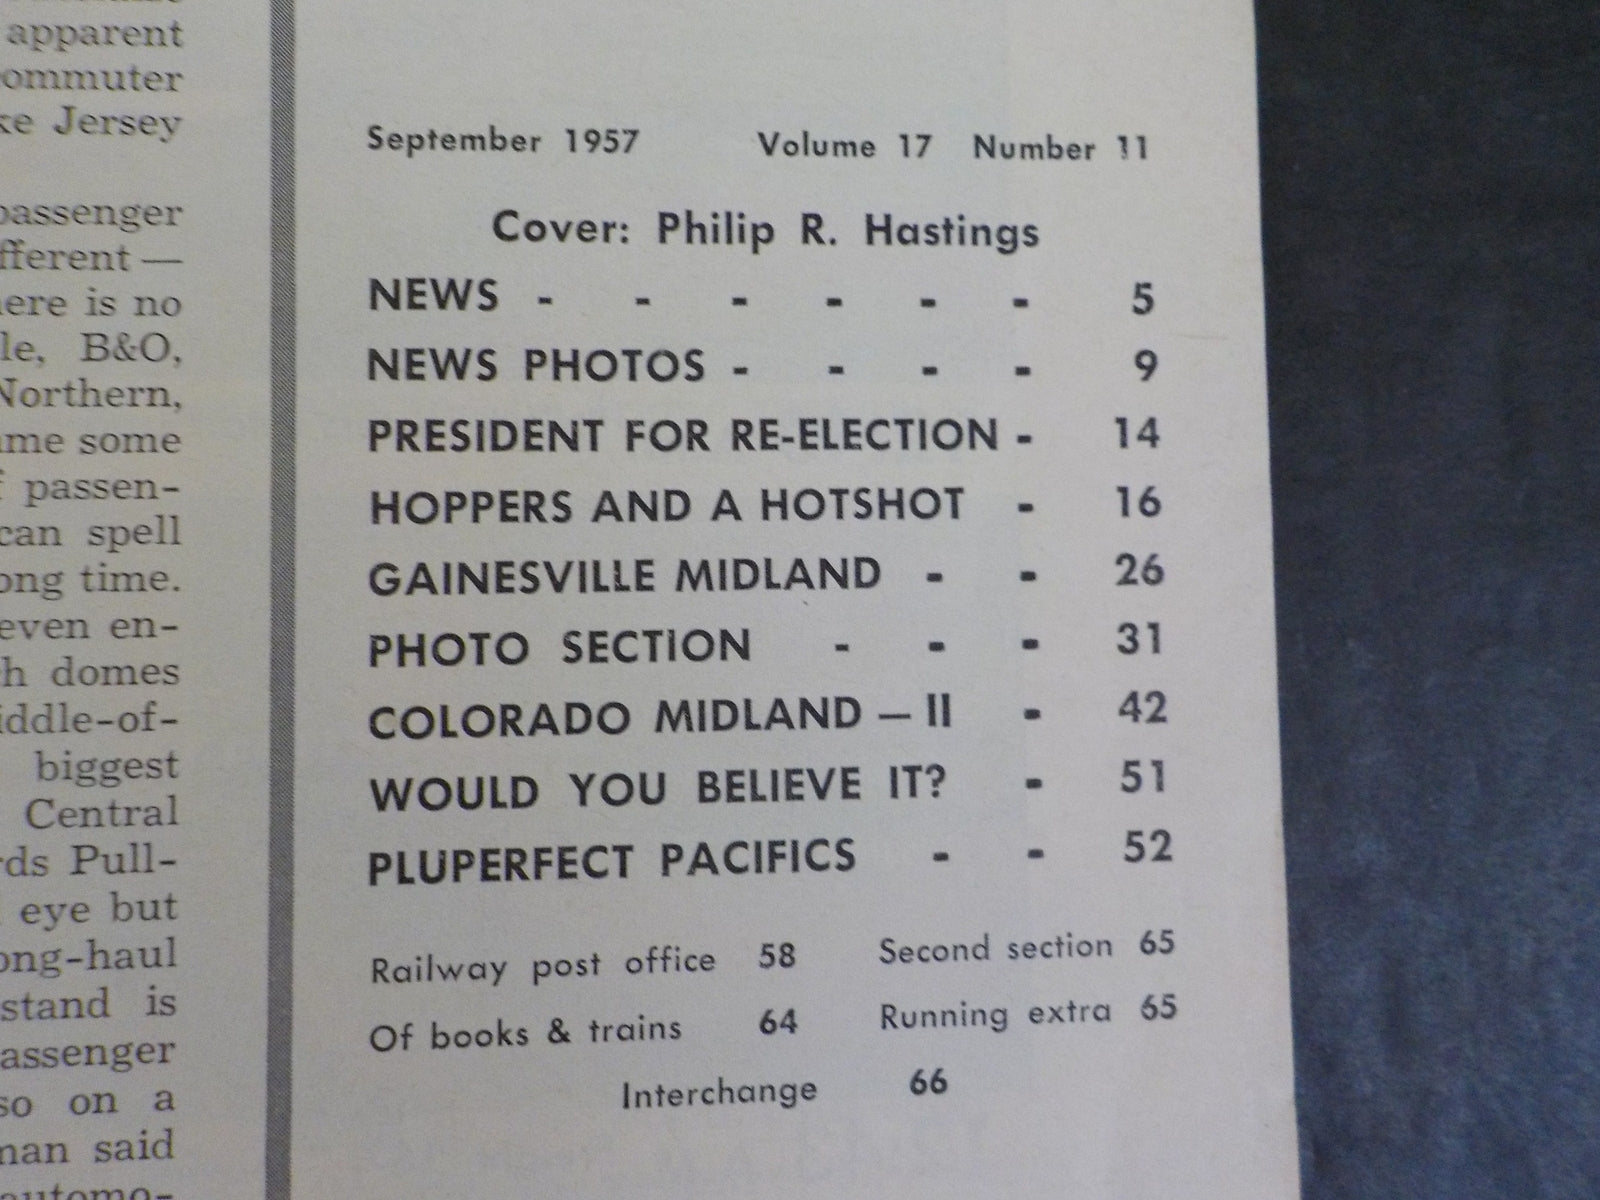 apparent
ommuter
ke Jersey
passenger
fferent —
ere is no
le, B&O,
Northern,
me some
f passen-
can spell
ong time.
even en-
h domes
iddle-of-
biggest
Central
rds Pull-
eye but
ong-haul
stand is
assenger
so on a
man said
automo-
September 1957 Volume 17 Number 11
Cover: Philip R. Hastings
NEWS - - - - - - 5
NEWS PHOTOS - - - - 9
PRESIDENT FOR RE-ELECTION - 14
HOPPERS AND A HOTSHOT - 16
GAINESVILLE MIDLAND - - 26
PHOTO SECTION - - - 31
COLORADO MIDLAND — II - 42
WOULD YOU BELIEVE IT? - 51
PLUPERFECT PACIFICS - - 52
Railway post office 58 Second section 65
Of books & trains 64 Running extra 65
Interchange 66